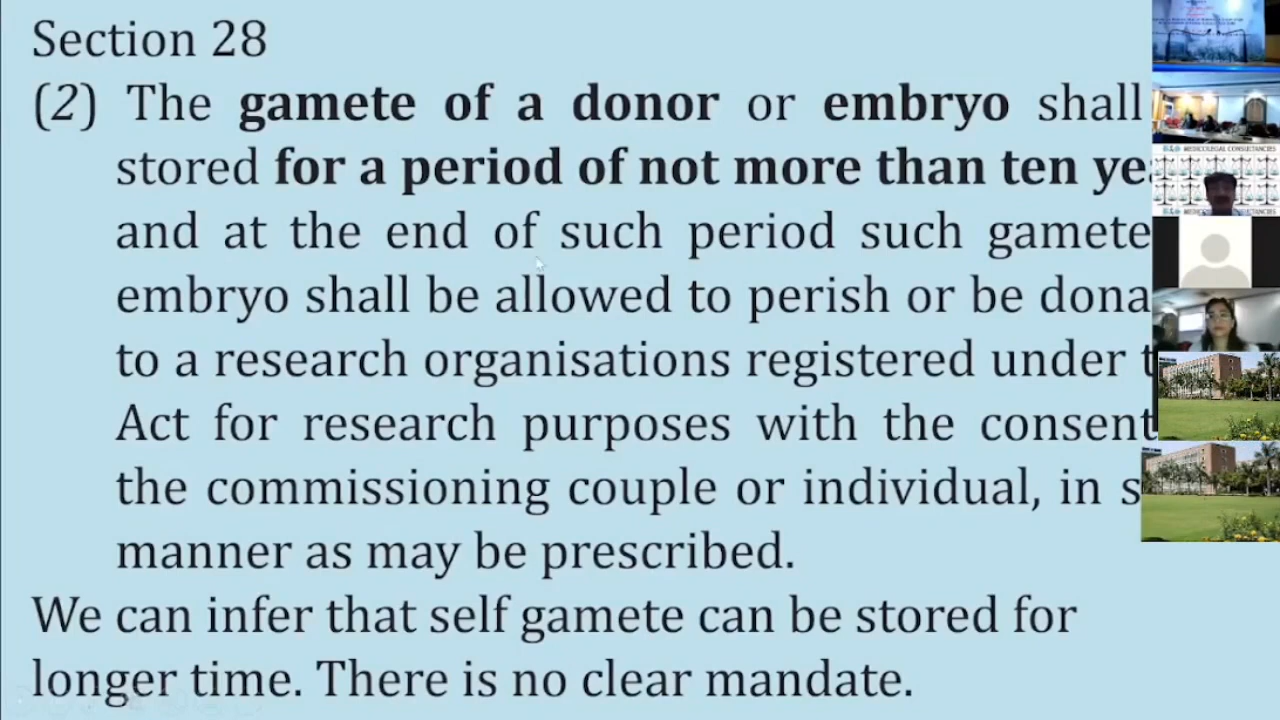 Section 28
(2) The gamete of a donor or embryo shall
stored for a period of not more than ten
and at the end of such period such gamete
embryo shall be allowed to perish or be
to a research organisations registered under
Act for research purposes with the consent
the commissioning couple or individual, in
manner as may be prescribed.
We can infer that self gamete can be stored for
longer time. There is no clear mandate.
MEDICOLEGAL CONSULTANCIES